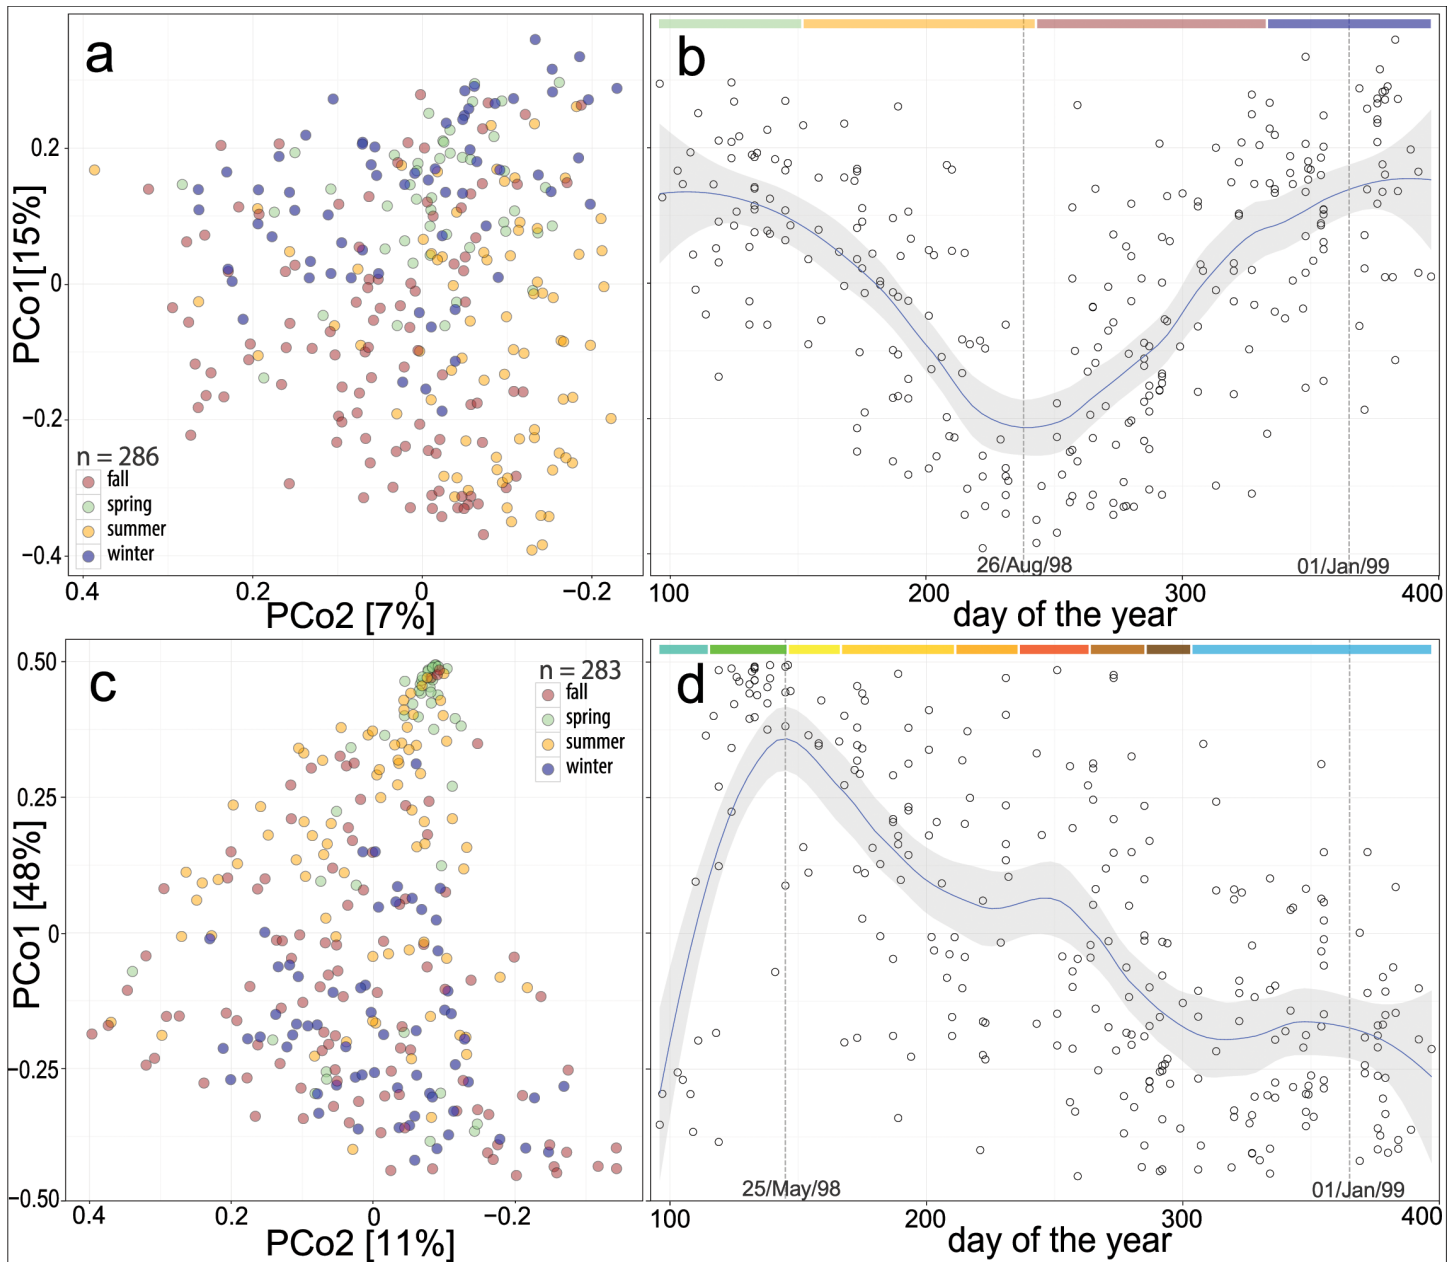 a
0.2
0
−0.2
−0.4
PCo1[15%]
n = 286
fall
spring
summer
winter
0.4
0.2
0
−0.2
PCo2 [7%]
b
26/Aug/98
01/Jan/99
100
200
300
400
day of the year
c
0.50
0.25
0
−0.25
−0.50
PCo1 [48%]
n = 283
fall
spring
summer
winter
0.4
0.2
0
−0.2
PCo2 [11%]
d
25/May/98
01/Jan/99
100
200
300
400
day of the year